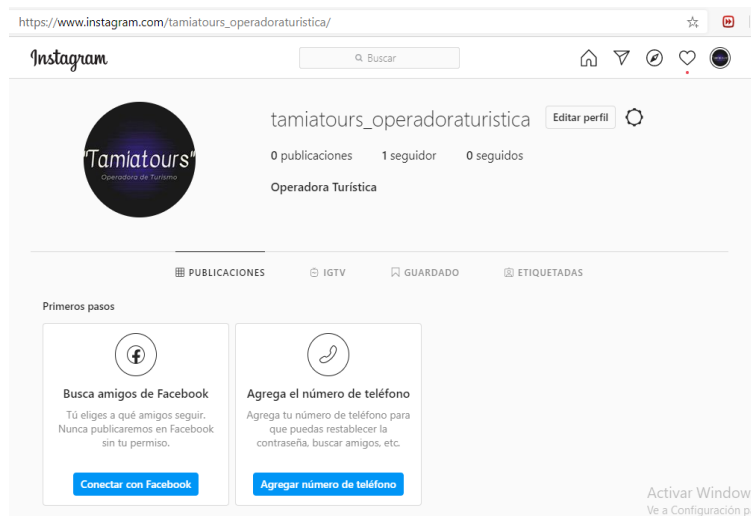 https://www.instagram.com/tamiatours_operadoraturistica/
Instagram
Buscar
tamiatours_operadoraturistica Editar perfil
0 publicaciones 1 seguidor 0 seguidos
Operadora Turística
"Tamiatours"
Operadora de Turismo
PUBLICACIONES IGTV GUARDADO ETIQUETADAS
Primeros pasos
Busca amigos de Facebook
Tú eliges a qué amigos seguir.
Nunca publicaremos en Facebook
sin tu permiso.
Conectar con Facebook
Agrega el número de teléfono
Agrega tu número de teléfono para
que puedas restablecer la
contraseña, buscar amigos, etc.
Agregar número de teléfono
Activar Window
Ve a Configuración p